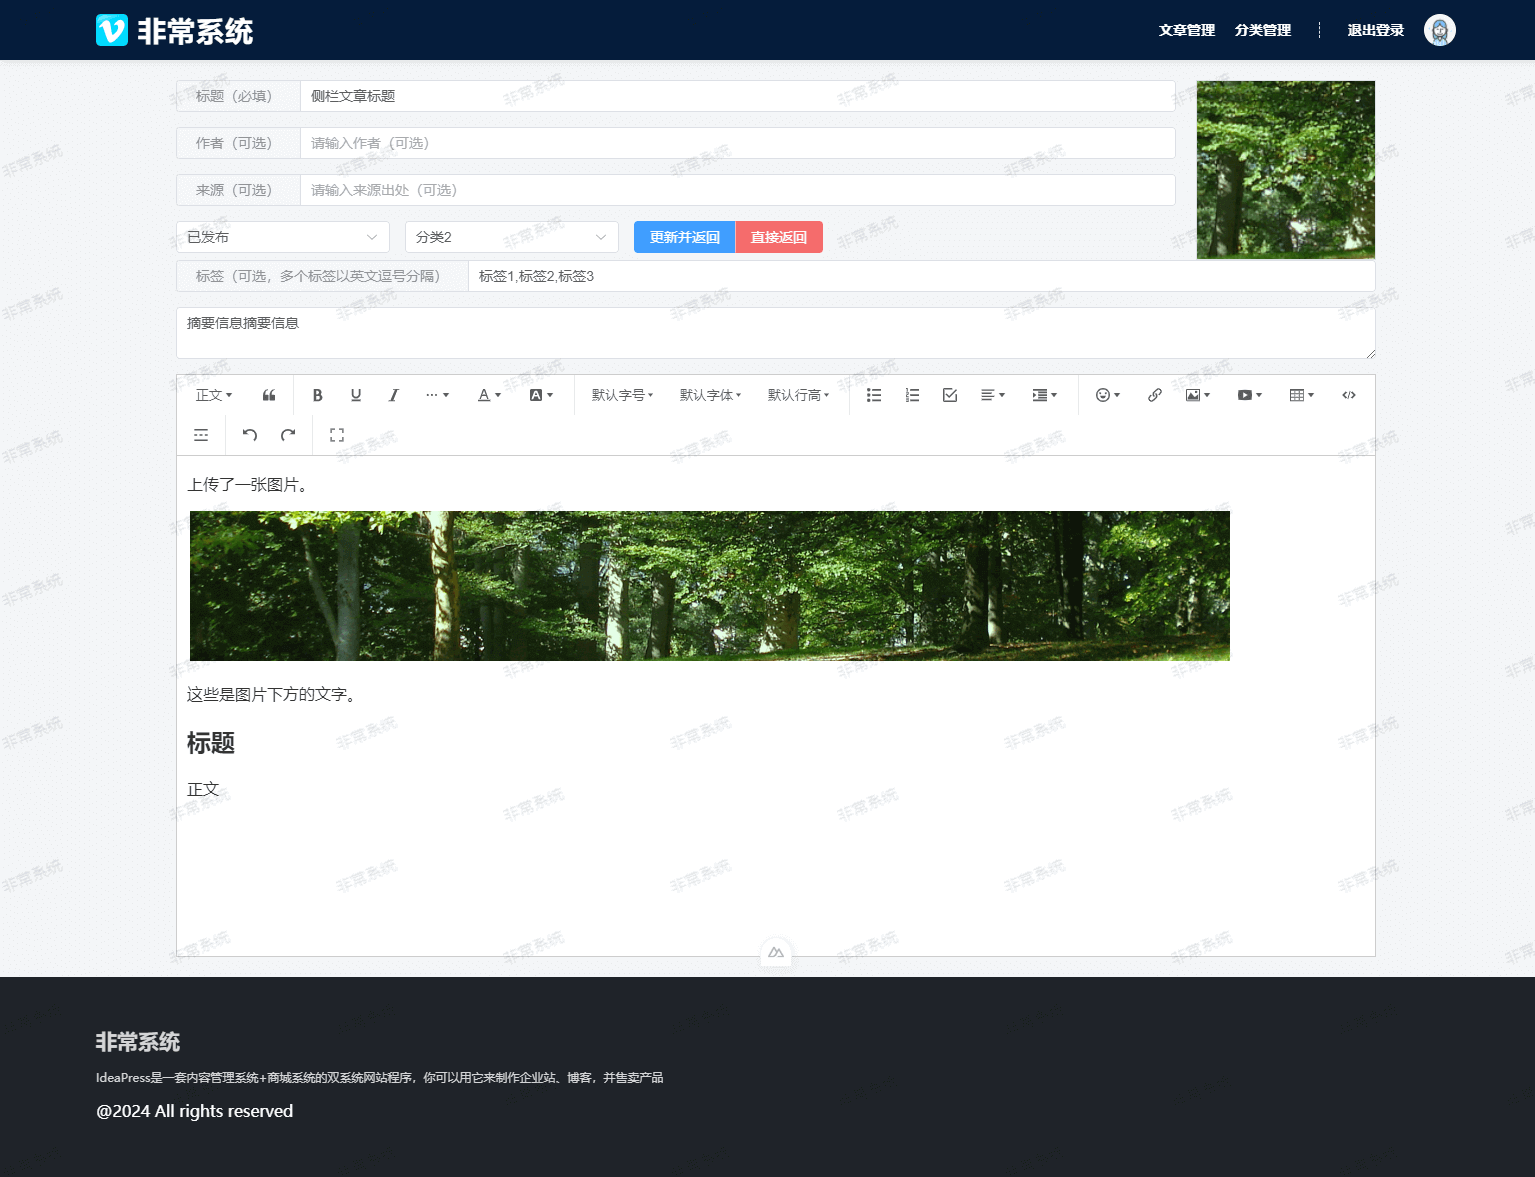 非常系统
文章管理 分类管理 退出登录
标题（必填） 侧栏文章标题
作者（可选） 请输入作者（可选）
来源（可选） 请输入来源出处（可选）
已发布 分类2 更新并返回 直接返回
标签（可选，多个标签以英文逗号分隔） 标签1,标签2,标签3
摘要信息摘要信息
正文 B U I A A 默认字号 默认字体 默认行高
上传了一张图片。
这些是图片下方的文字。
标题
正文
非常系统
IdeaPress是一套内容管理系统+商城系统的双系统网站程序，你可以用它来制作企业站、博客，并售卖产品
@2024 All rights reserved